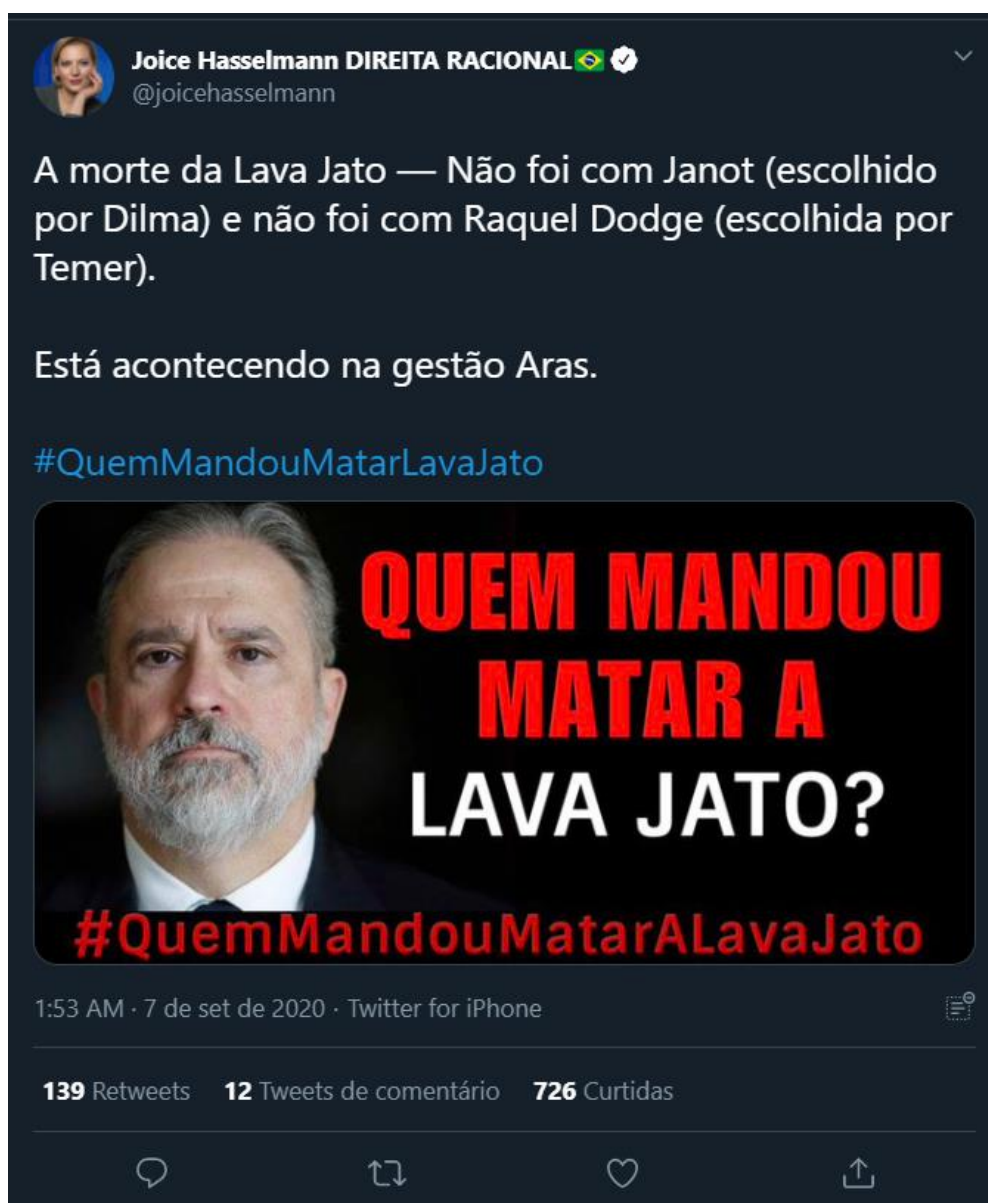 Joice Hasselmann DIREITA RACIONAL
@joicehasselmann
A morte da Lava Jato — Não foi com Janot (escolhido
por Dilma) e não foi com Raquel Dodge (escolhida por
Temer).
Está acontecendo na gestão Aras.
#QuemMandouMatarLavaJato
QUEM MANDOU
MATAR A
LAVA JATO?
#QuemMandouMatarALavaJato
1:53 AM · 7 de set de 2020 · Twitter for iPhone
139 Retweets 12 Tweets de comentário 726 Curtidas